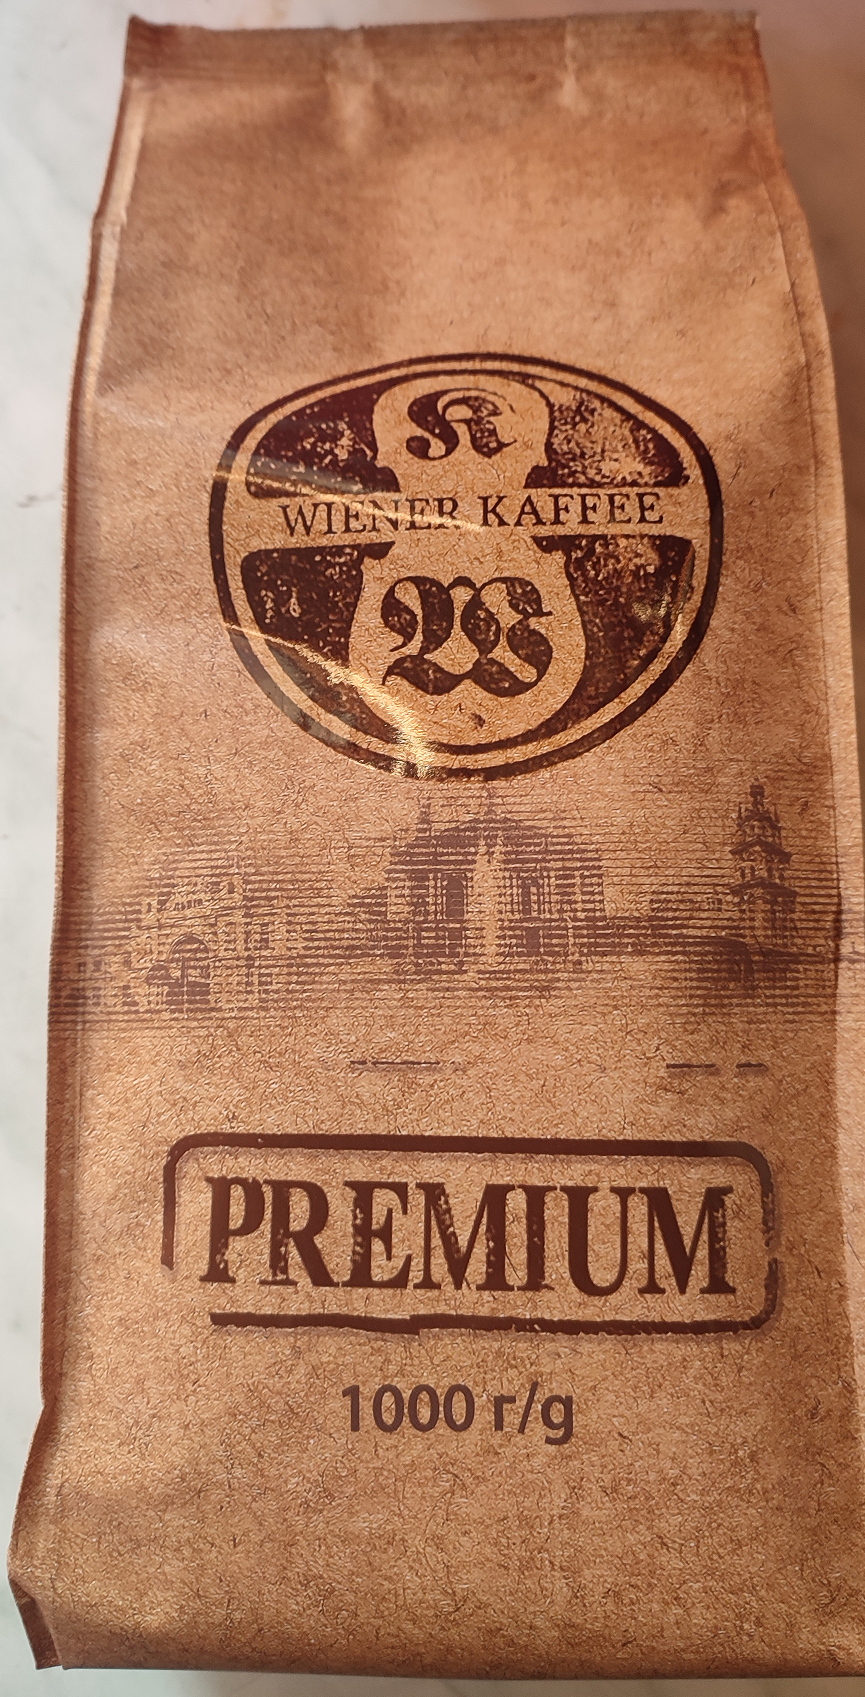 K
WIENER KAFFEE
W
PREMIUM
1000 г/g